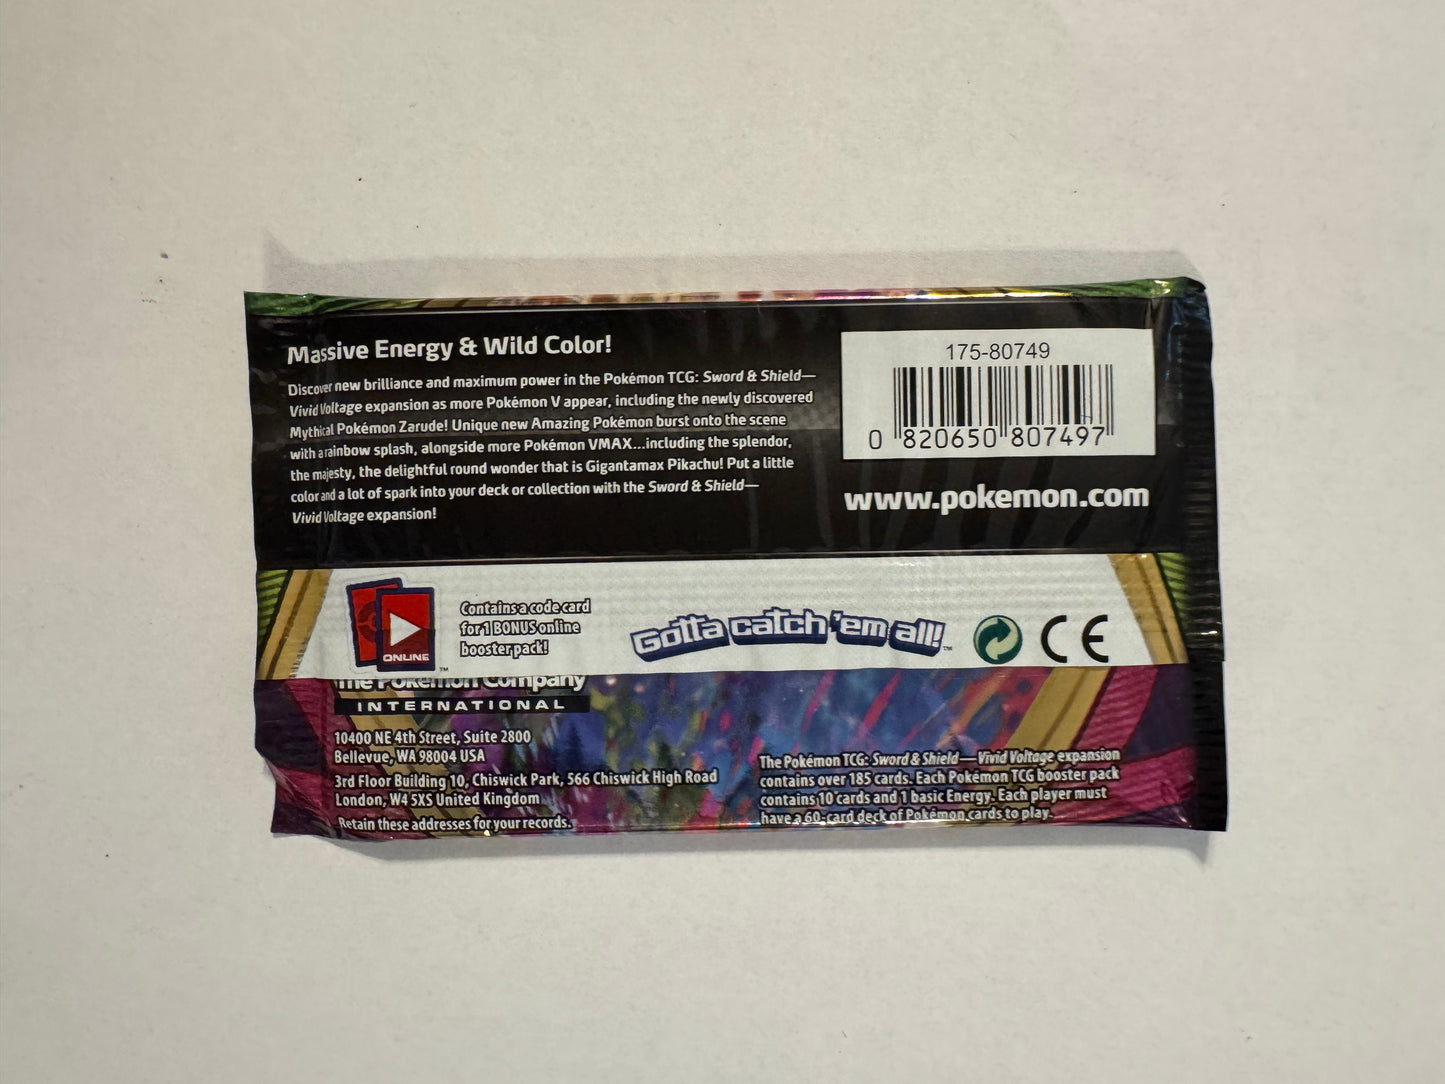 Massive Energy & Wild Color!
Discover new brilliance and maximum power in the Pokémon TCG: Sword & Shield—
Vivid Voltage expansion as more Pokémon V appear, including the newly discovered
Mythical Pokémon Zarude! Unique new Amazing Pokémon burst onto the scene
with a rainbow splash, alongside more Pokémon VMAX...including the splendor,
the majesty, the delightful round wonder that is Gigantamax Pikachu! Put a little
color and a lot of spark into your deck or collection with the Sword & Shield—
Vivid Voltage expansion!
175-80749
0 820650 807497
www.pokemon.com
ONLINE
™
Contains a code card
for 1 BONUS online
booster pack!
Gotta catch 'em all!™
CE
The Pokémon Company
INTERNATIONAL
10400 NE 4th Street, Suite 2800
Bellevue, WA 98004 USA
3rd Floor Building 10, Chiswick Park, 566 Chiswick High Road
London, W4 5XS United Kingdom
Retain these addresses for your records.
The Pokémon TCG: Sword & Shield—Vivid Voltage expansion
contains over 185 cards. Each Pokémon TCG booster pack
contains 10 cards and 1 basic Energy. Each player must
have a 60-card deck of Pokémon cards to play.